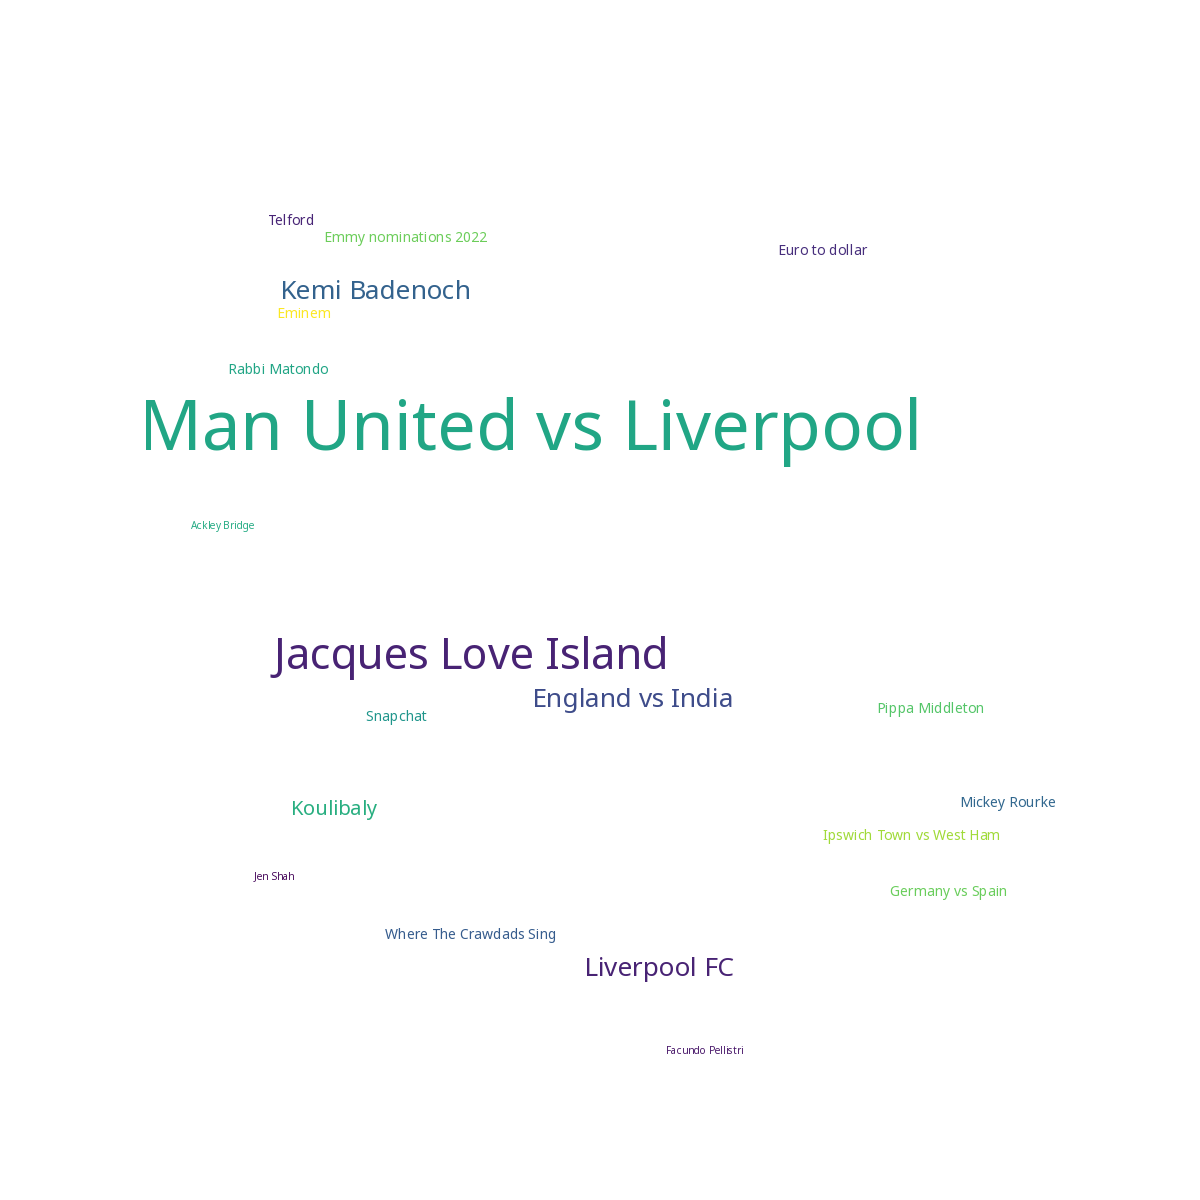 Telford
Emmy nominations 2022
Euro to dollar
Kemi Badenoch
Eminem
Rabbi Matondo
Man United vs Liverpool
Ackley Bridge
Jacques Love Island
England vs India
Pippa Middleton
Snapchat
Mickey Rourke
Koulibaly
Ipswich Town vs West Ham
Jen Shah
Germany vs Spain
Where The Crawdads Sing
Liverpool FC
Facundo Pellistri